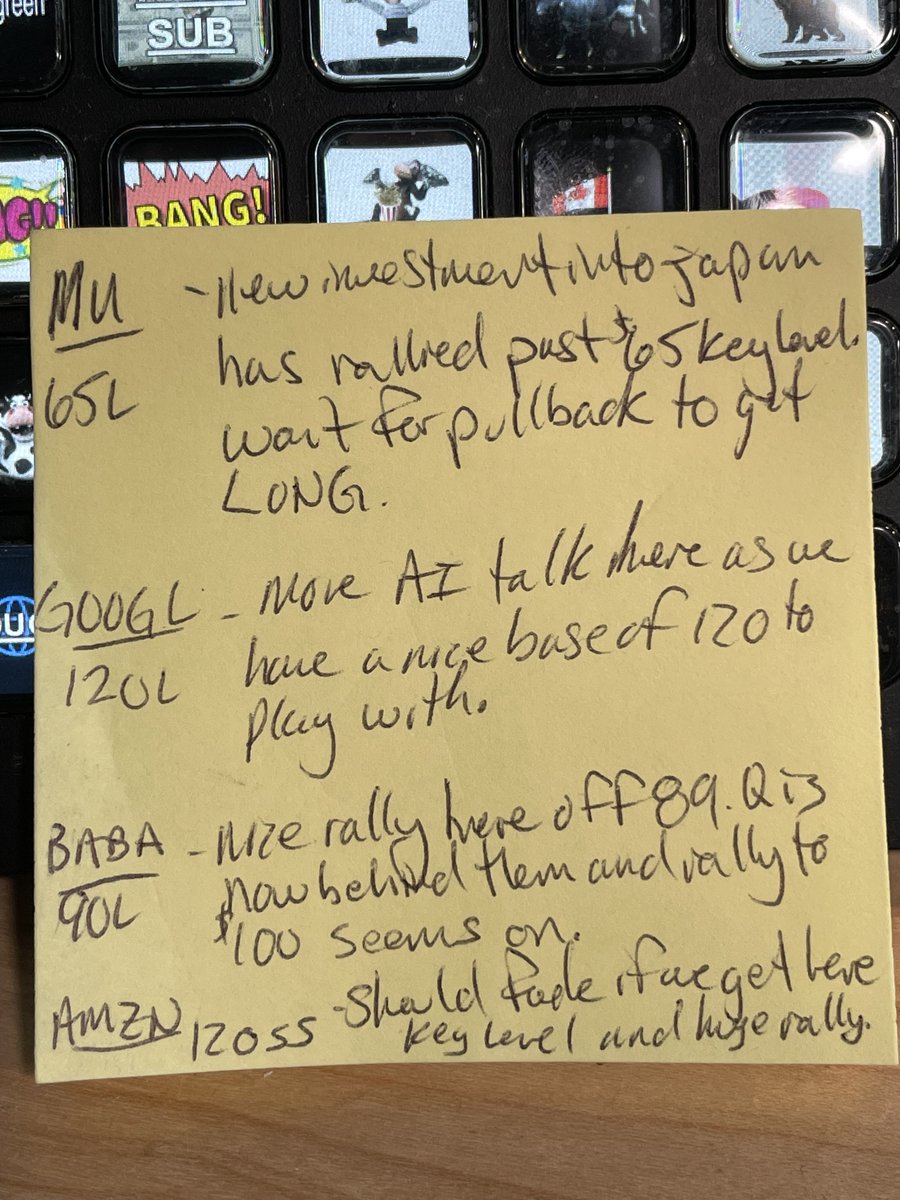 green
SUB
BANG!
MU - New investment into Japan
65L has rallied past $65 key level.
wait for pullback to get
LONG.
GOOGL - More AI talk here as we
120L have a nice base of 120 to
play with.
BABA - Nice rally here off 89. Q is
90L now behind them and rally to
$100 seems on.
AMZN 120SS - Should fade if we get here
key level and huge rally.